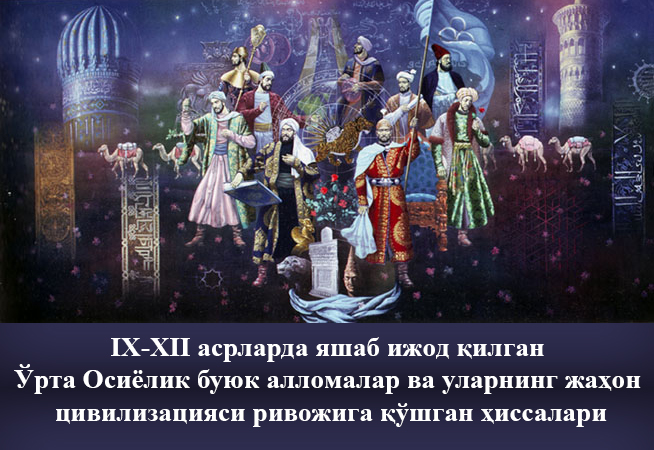 IX-XII асрларда яшаб ижод қилган
Ўрта Осиёлик буюк алломалар ва уларнинг жаҳон
цивилизацияси ривожига қўшган ҳиссалари